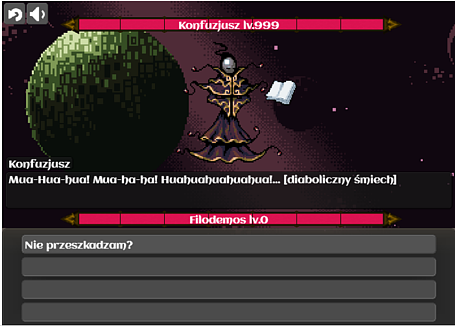 Konfuzjusz lv.999
Konfuzjusz
Mua-Hua-hua! Mua-ha-ha! Huahuahuahuahua!... [diaboliczny śmiech]
Filodemos lv.0
Nie przeszkadzam?